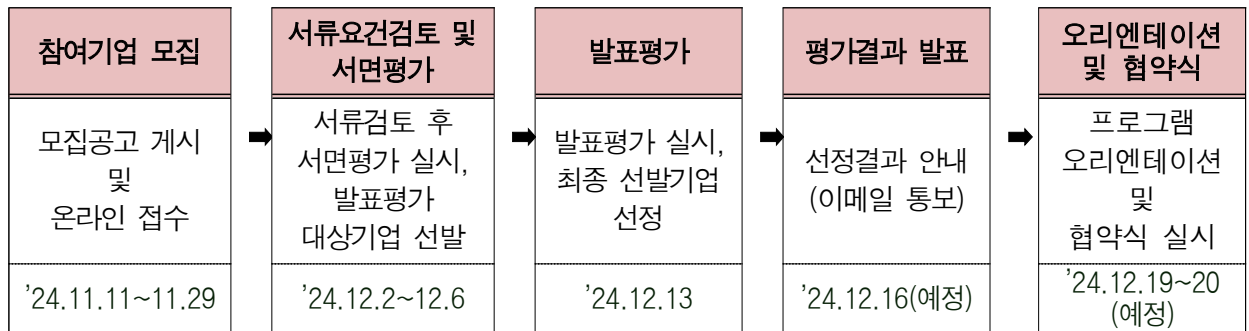 참여기업 모집
모집공고 게시
및
온라인 접수
’24.11.11~11.29
➡
서류요건검토 및
서면평가
서류검토 후
서면평가 실시,
발표평가
대상기업 선발
’24.12.2~12.6
➡
발표평가
발표평가 실시,
최종 선발기업
선정
’24.12.13
➡
평가결과 발표
선정결과 안내
(이메일 통보)
’24.12.16(예정)
➡
오리엔테이션
및 협약식
프로그램
오리엔테이션
및
협약식 실시
’24.12.19~20
(예정)